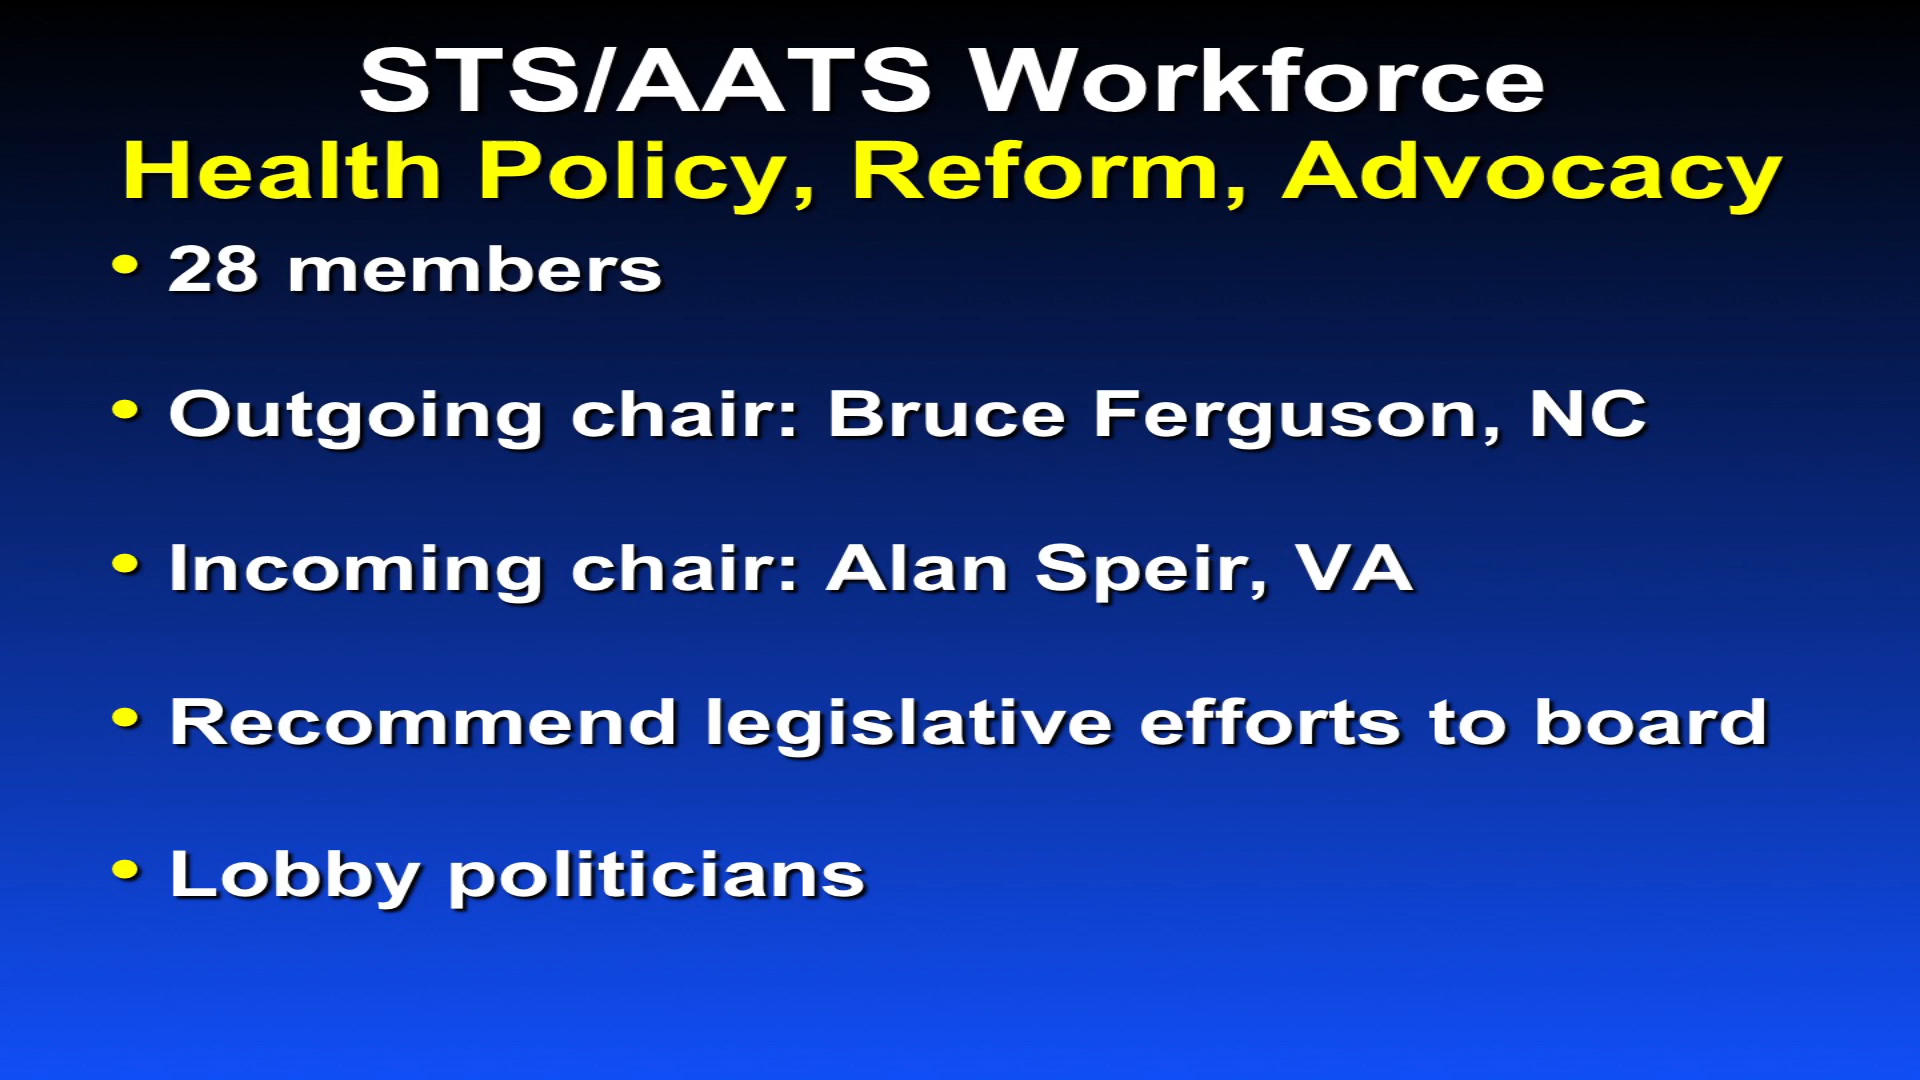 STS/AATS Workforce
Health Policy, Reform, Advocacy
• 28 members
• Outgoing chair: Bruce Ferguson, NC
• Incoming chair: Alan Speir, VA
• Recommend legislative efforts to board
• Lobby politicians